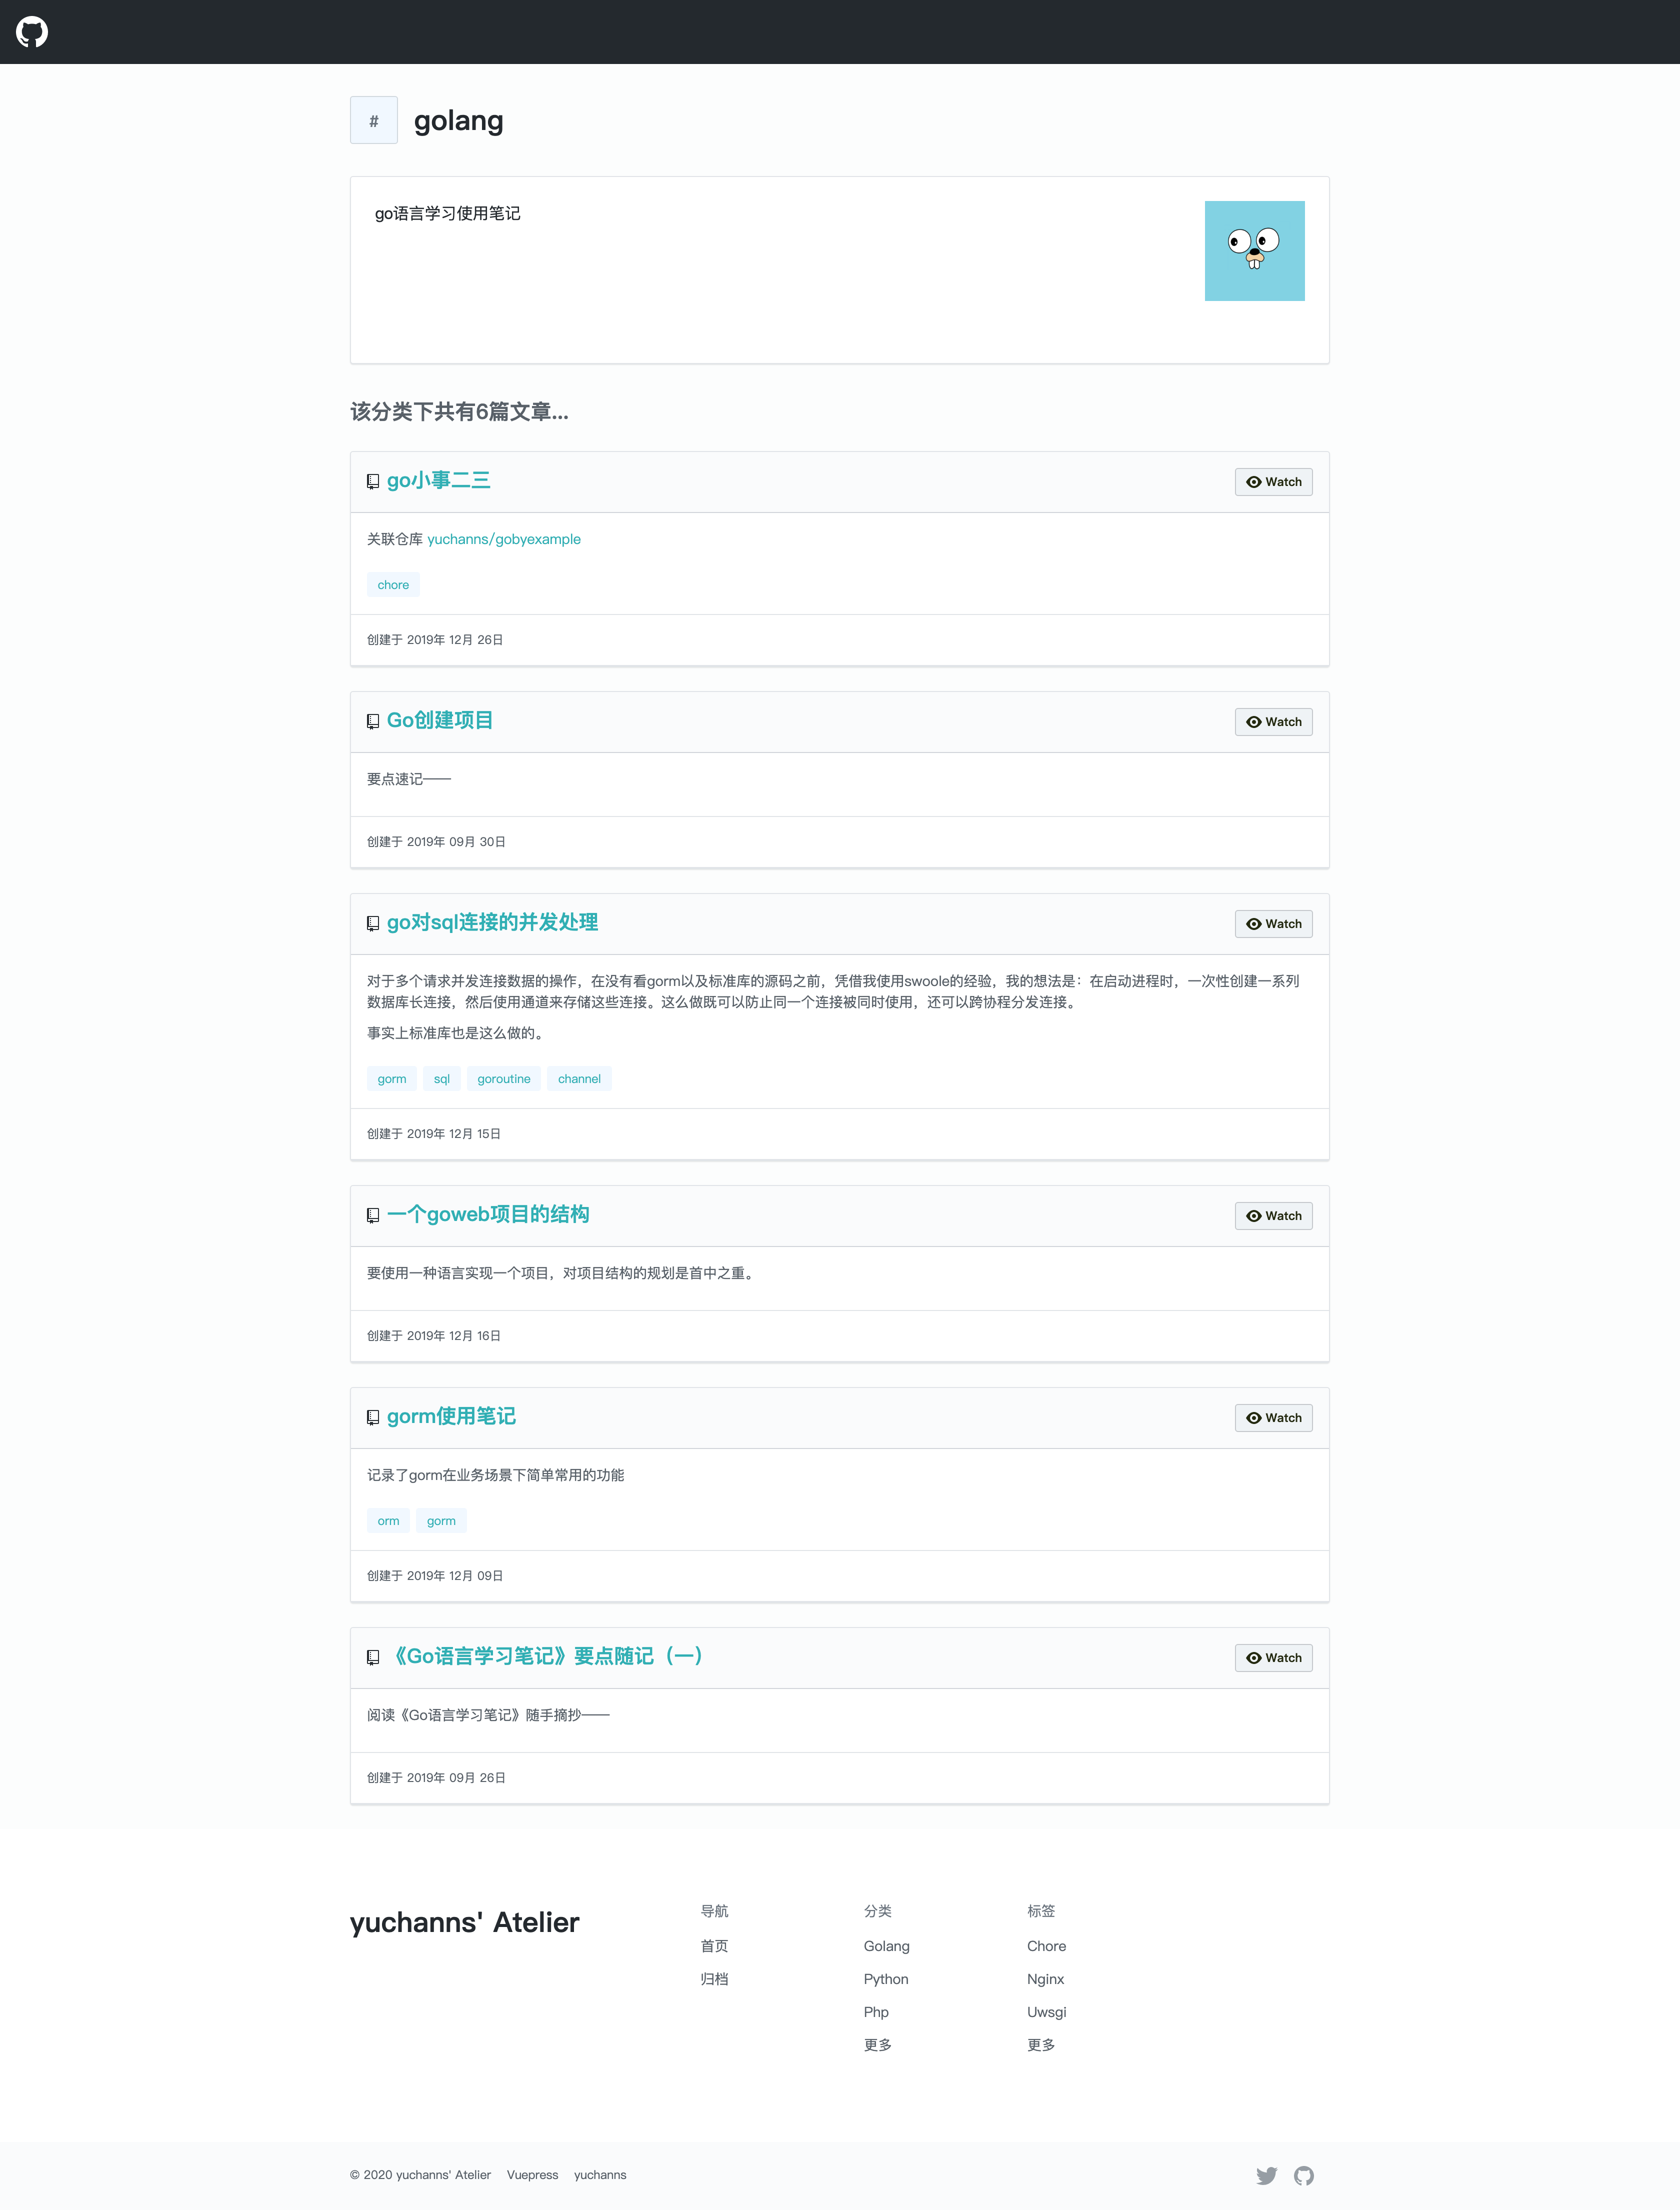 # golang
go语言学习使用笔记
该分类下共有6篇文章...
go小事二三 Watch
关联仓库 yuchanns/gobyexample
chore
创建于 2019年 12月 26日
Go创建项目 Watch
要点速记——
创建于 2019年 09月 30日
go对sql连接的并发处理 Watch
对于多个请求并发连接数据的操作，在没有看gorm以及标准库的源码之前，凭借我使用swoole的经验，我的想法是：在启动进程时，一次性创建一系列
数据库长连接，然后使用通道来存储这些连接。这么做既可以防止同一个连接被同时使用，还可以跨协程分发连接。
事实上标准库也是这么做的。
gorm sql goroutine channel
创建于 2019年 12月 15日
一个goweb项目的结构 Watch
要使用一种语言实现一个项目，对项目结构的规划是首中之重。
创建于 2019年 12月 16日
gorm使用笔记 Watch
记录了gorm在业务场景下简单常用的功能
orm gorm
创建于 2019年 12月 09日
《Go语言学习笔记》要点随记（一） Watch
阅读《Go语言学习笔记》随手摘抄——
创建于 2019年 09月 26日
yuchanns' Atelier
导航
首页
归档
分类
Golang
Python
Php
更多
标签
Chore
Nginx
Uwsgi
更多
© 2020 yuchanns' Atelier Vuepress yuchanns